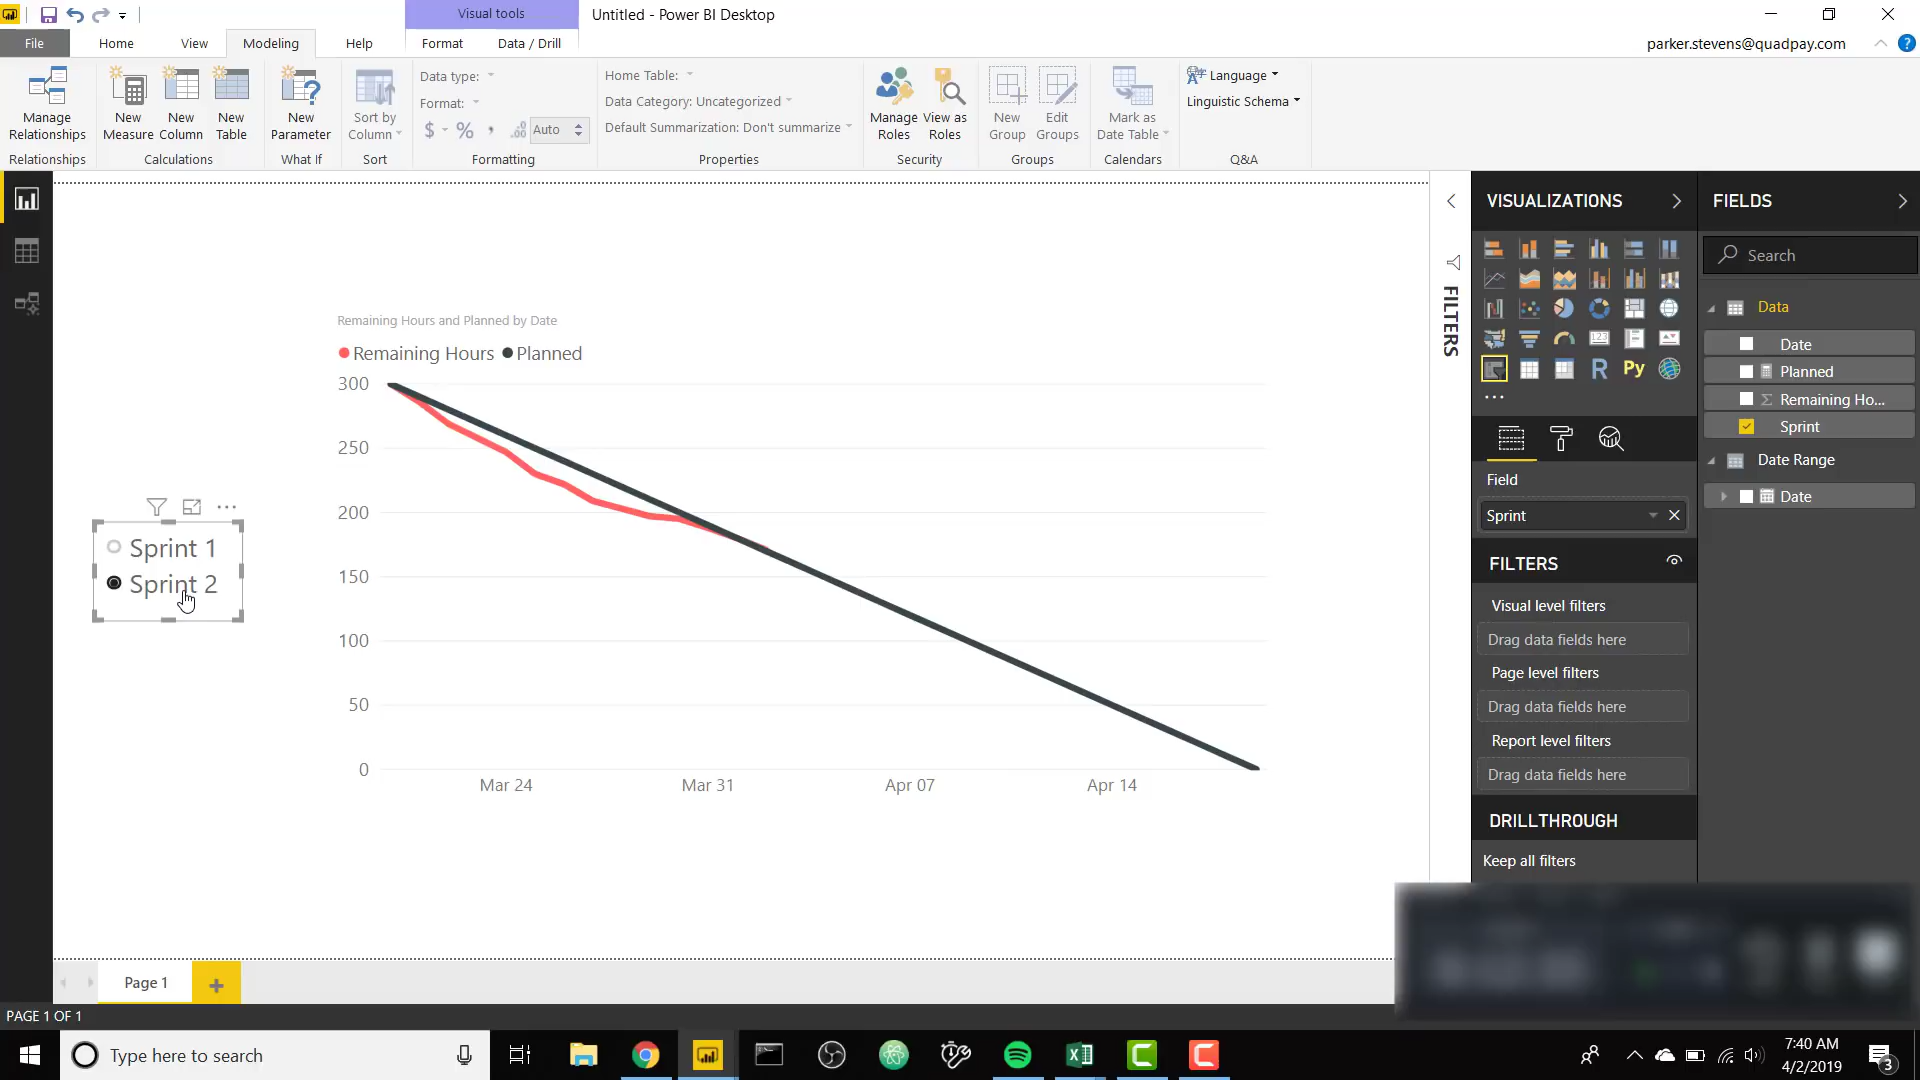 Visual tools
Untitled - Power BI Desktop
File
Home
View
Modeling
Help
Format
Data / Drill
parker.stevens@quadpay.com
?
Manage Relationships
New Measure
New Column
New Table
New Parameter
Sort by Column
Data type:
Format:
$ % , .00 Auto
Home Table:
Data Category: Uncategorized
Default Summarization: Don't summarize
Manage Roles
View as Roles
New Group
Edit Groups
Mark as Date Table
Language
Linguistic Schema
Relationships
Calculations
What If
Sort
Formatting
Properties
Security
Groups
Calendars
Q&A
Sprint 1
Sprint 2
Remaining Hours and Planned by Date
Remaining Hours
Planned
300
250
200
150
100
50
0
Mar 24
Mar 31
Apr 07
Apr 14
FILTERS
VISUALIZATIONS
123
R
Py
Field
Sprint
FILTERS
Visual level filters
Drag data fields here
Page level filters
Drag data fields here
Report level filters
Drag data fields here
DRILLTHROUGH
Keep all filters
FIELDS
Search
Data
Date
Planned
Remaining Ho...
Sprint
Date Range
Date
Page 1
PAGE 1 OF 1
Type here to search
7:40 AM
4/2/2019
3